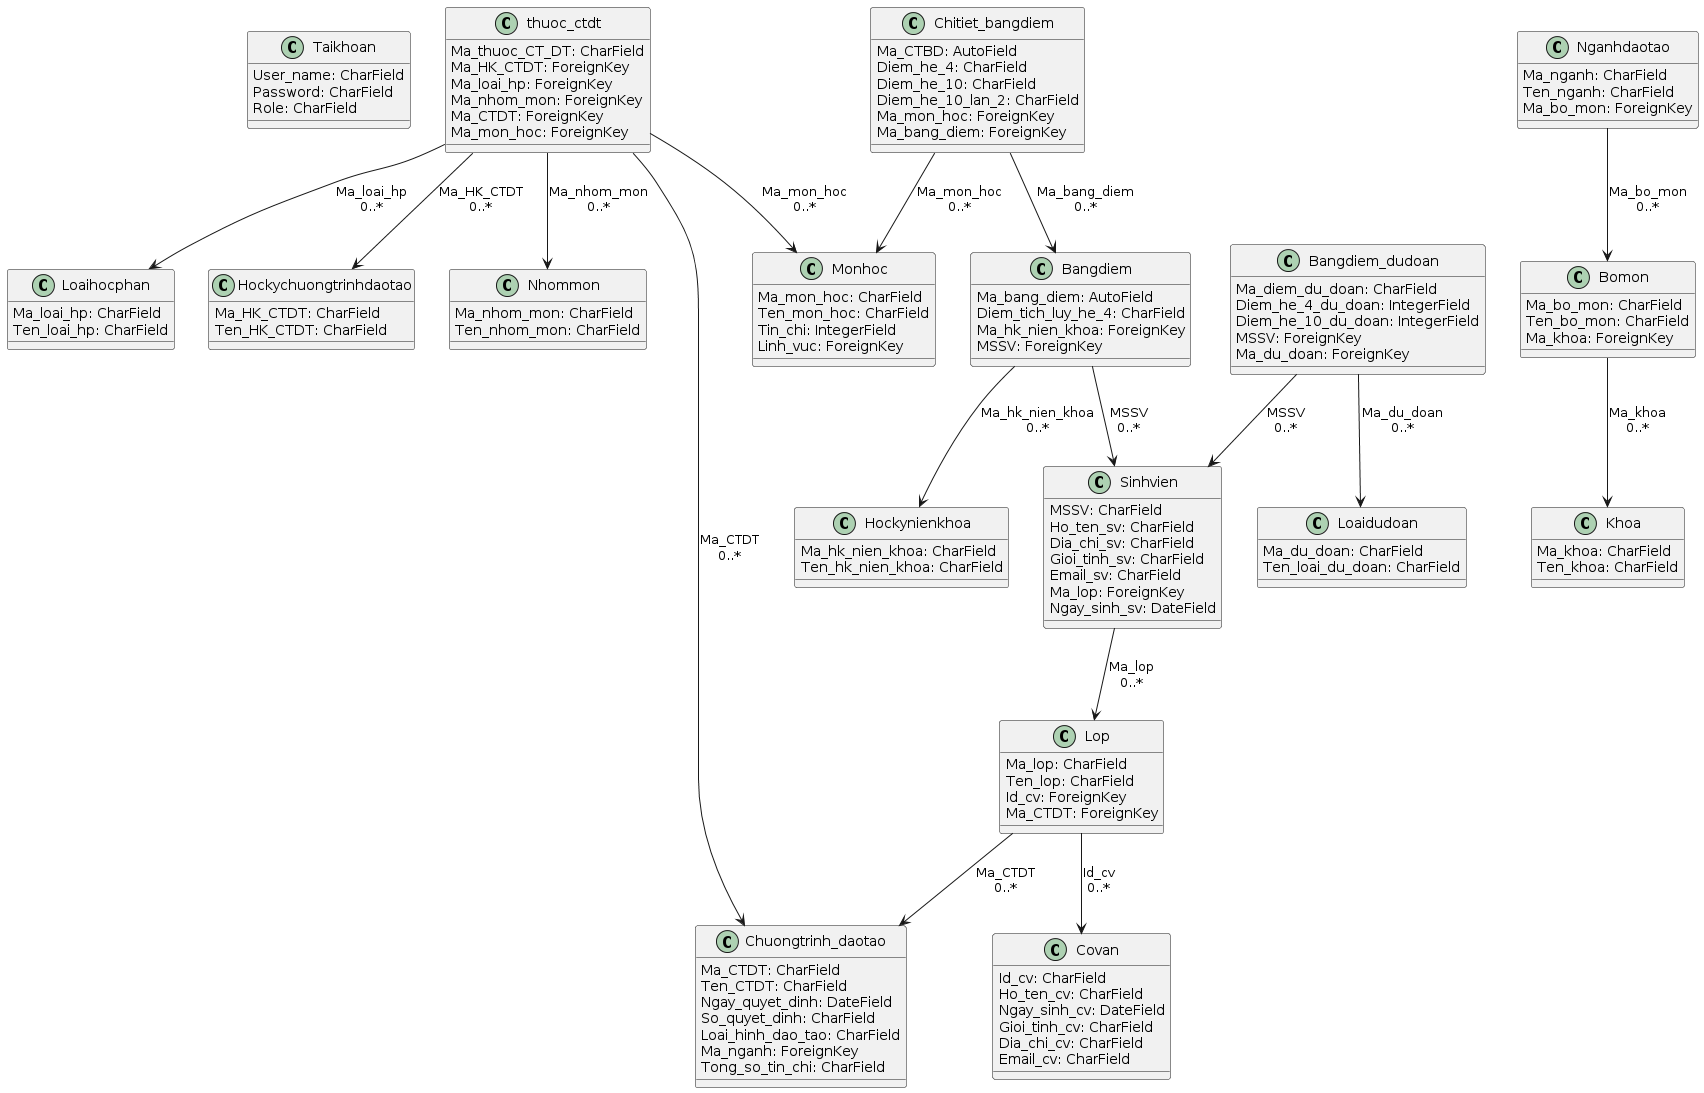 C Taikhoan
User_name: CharField
Password: CharField
Role: CharField
C thuoc_ctdt
Ma_thuoc_CT_DT: CharField
Ma_HK_CTDT: ForeignKey
Ma_loai_hp: ForeignKey
Ma_nhom_mon: ForeignKey
Ma_CTDT: ForeignKey
Ma_mon_hoc: ForeignKey
C Chitiet_bangdiem
Ma_CTBD: AutoField
Diem_he_4: CharField
Diem_he_10: CharField
Diem_he_10_lan_2: CharField
Ma_mon_hoc: ForeignKey
Ma_bang_diem: ForeignKey
C Nganhdaotao
Ma_nganh: CharField
Ten_nganh: CharField
Ma_bo_mon: ForeignKey
Ma_loai_hp
0..*
Ma_HK_CTDT
0..*
Ma_nhom_mon
0..*
Ma_mon_hoc
0..*
Ma_mon_hoc
0..*
Ma_bang_diem
0..*
Ma_bo_mon
0..*
C Loaihocphan
Ma_loai_hp: CharField
Ten_loai_hp: CharField
C Hockychuongtrinhdaotao
Ma_HK_CTDT: CharField
Ten_HK_CTDT: CharField
C Nhommon
Ma_nhom_mon: CharField
Ten_nhom_mon: CharField
C Monhoc
Ma_mon_hoc: CharField
Ten_mon_hoc: CharField
Tin_chi: IntegerField
Linh_vuc: ForeignKey
C Bangdiem
Ma_bang_diem: AutoField
Diem_tich_luy_he_4: CharField
Ma_hk_nien_khoa: ForeignKey
MSSV: ForeignKey
C Bangdiem_dudoan
Ma_diem_du_doan: CharField
Diem_he_4_du_doan: IntegerField
Diem_he_10_du_doan: IntegerField
MSSV: ForeignKey
Ma_du_doan: ForeignKey
C Bomon
Ma_bo_mon: CharField
Ten_bo_mon: CharField
Ma_khoa: ForeignKey
Ma_hk_nien_khoa
0..*
MSSV
0..*
MSSV
0..*
Ma_du_doan
0..*
Ma_khoa
0..*
Ma_CTDT
0..*
C Hockynienkhoa
Ma_hk_nien_khoa: CharField
Ten_hk_nien_khoa: CharField
C Sinhvien
MSSV: CharField
Ho_ten_sv: CharField
Dia_chi_sv: CharField
Gioi_tinh_sv: CharField
Email_sv: CharField
Ma_lop: ForeignKey
Ngay_sinh_sv: DateField
C Loaidudoan
Ma_du_doan: CharField
Ten_loai_du_doan: CharField
C Khoa
Ma_khoa: CharField
Ten_khoa: CharField
Ma_lop
0..*
C Lop
Ma_lop: CharField
Ten_lop: CharField
Id_cv: ForeignKey
Ma_CTDT: ForeignKey
Ma_CTDT
0..*
Id_cv
0..*
C Chuongtrinh_daotao
Ma_CTDT: CharField
Ten_CTDT: CharField
Ngay_quyet_dinh: DateField
So_quyet_dinh: CharField
Loai_hinh_dao_tao: CharField
Ma_nganh: ForeignKey
Tong_so_tin_chi: CharField
C Covan
Id_cv: CharField
Ho_ten_cv: CharField
Ngay_sinh_cv: DateField
Gioi_tinh_cv: CharField
Dia_chi_cv: CharField
Email_cv: CharField